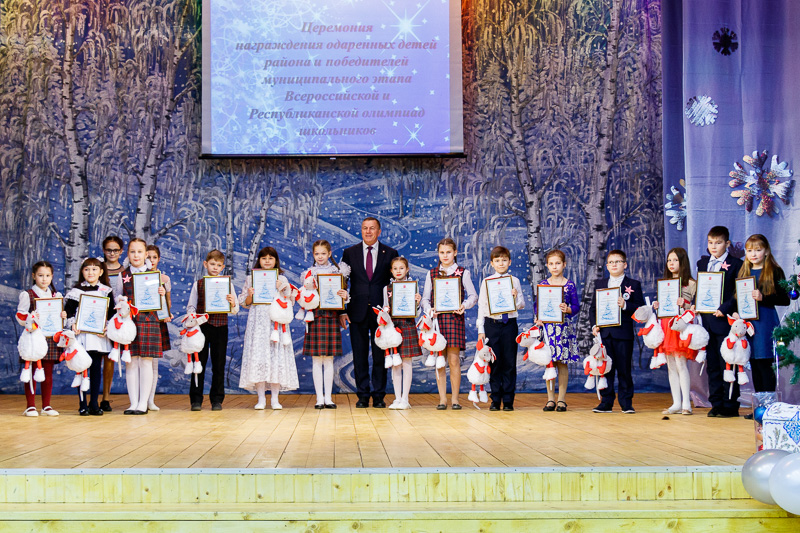 Церемония
награждения одаренных детей
района и победителей
муниципального этапа
Всероссийской и
Республиканской олимпиад
школьников